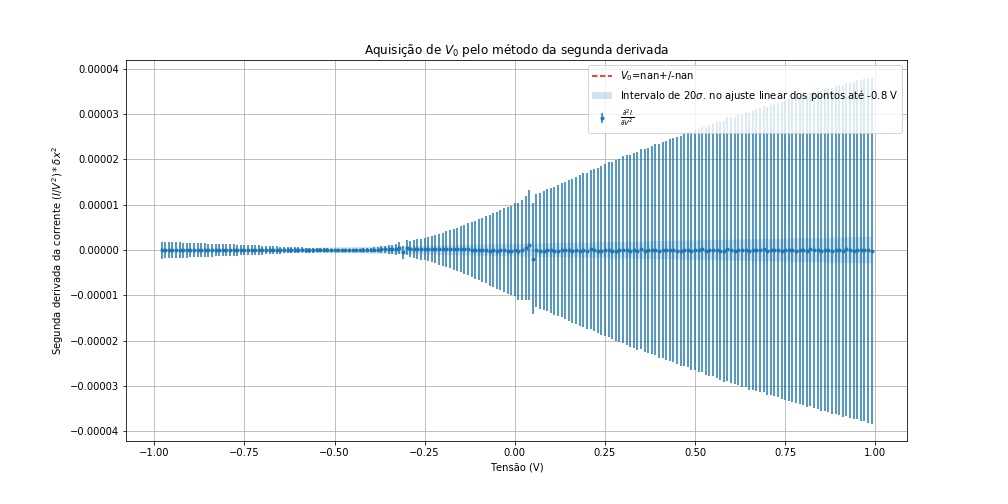 Aquisição de V₀ pelo método da segunda derivada
V₀=nan+/-nan
Intervalo de 20σ. no ajuste linear dos pontos até -0.8 V
∂²I/∂V²
Segunda derivada da corrente (I/V²) * δx²
0.00004
0.00003
0.00002
0.00001
0.00000
−0.00001
−0.00002
−0.00003
−0.00004
−1.00 −0.75 −0.50 −0.25 0.00 0.25 0.50 0.75 1.00
Tensão (V)